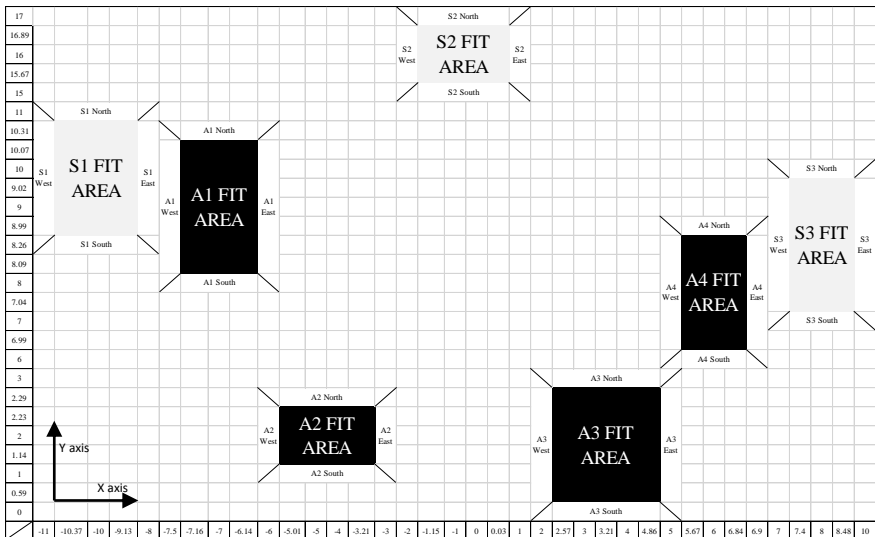 17
S2 North
16.89
S2 West
S2 FIT AREA
S2 East
16
15.67
15
S2 South
11
S1 North
10.31
A1 North
10.07
10
S1 West
S1 FIT AREA
S1 East
S3 North
9.02
A1 West
A1 FIT AREA
A1 East
9
8.99
A4 North
S3 West
S3 FIT AREA
S3 East
8.26
S1 South
8.09
8
A1 South
A4 West
A4 FIT AREA
A4 East
7.04
7
S3 South
6.99
6
A4 South
3
A3 North
2.29
A2 North
2.23
A2 West
A2 FIT AREA
A2 East
A3 West
A3 FIT AREA
A3 East
2
Y axis
1.14
1
A2 South
X axis
0.59
0
A3 South
-11 -10.37 -10 -9.13 -8 -7.5 -7.16 -7 -6.14 -6 -5.01 -5 -4 -3.21 -3 -2 -1.15 -1 0 0.03 1 2 2.57 3 3.21 4 4.86 5 5.67 6 6.84 6.9 7 7.4 8 8.48 10